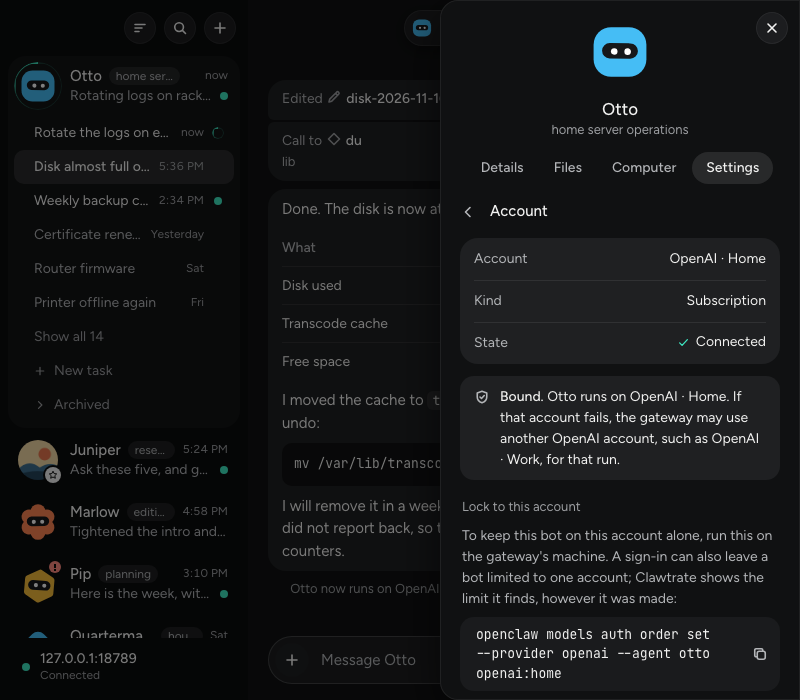 Otto
home ser...
now
Rotating logs on rack...
Rotate the logs on e...
now
Disk almost full o...
5:36 PM
Weekly backup c...
2:34 PM
Certificate rene...
Yesterday
Router firmware
Sat
Printer offline again
Fri
Show all 14
New task
Archived
Juniper
rese...
5:24 PM
Ask these five, and g...
Marlow
editi...
4:58 PM
Tightened the intro and...
Pip
planning
3:10 PM
Here is the week, wit...
Quarterma
hou
Sat
127.0.0.1:18789
Connected
Edited disk-2026-11-1
Call to du
lib
Done. The disk is now at
What
Disk used
Transcode cache
Free space
I moved the cache to
undo:
mv /var/lib/transco
I will remove it in a week
did not report back, so t
counters.
Otto now runs on OpenAI
Message Otto
Otto
home server operations
Details
Files
Computer
Settings
Account
Account
OpenAI · Home
Kind
Subscription
State
Connected
Bound. Otto runs on OpenAI · Home. If
that account fails, the gateway may use
another OpenAI account, such as OpenAI
· Work, for that run.
Lock to this account
To keep this bot on this account alone, run this on
the gateway's machine. A sign-in can also leave a
bot limited to one account; Clawtrate shows the
limit it finds, however it was made:
openclaw models auth order set
--provider openai --agent otto
openai:home